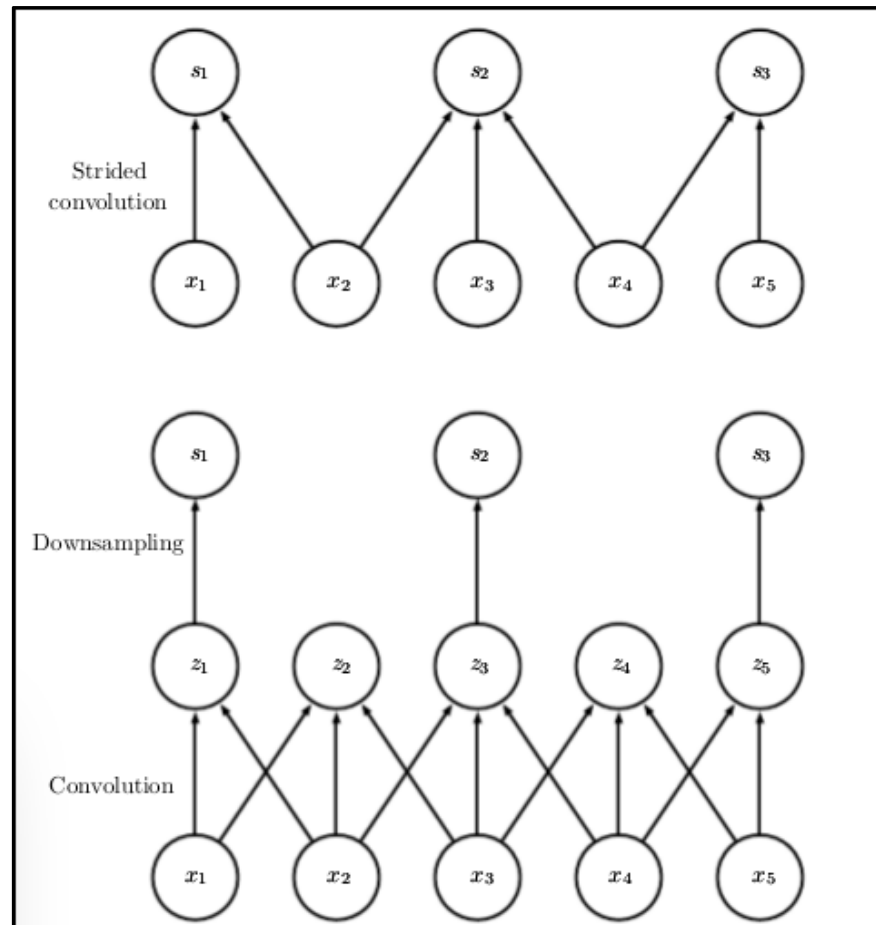 s₁ s₂ s₃
Strided
convolution
x₁ x₂ x₃ x₄ x₅
s₁ s₂ s₃
Downsampling
z₁ z₂ z₃ z₄ z₅
Convolution
x₁ x₂ x₃ x₄ x₅